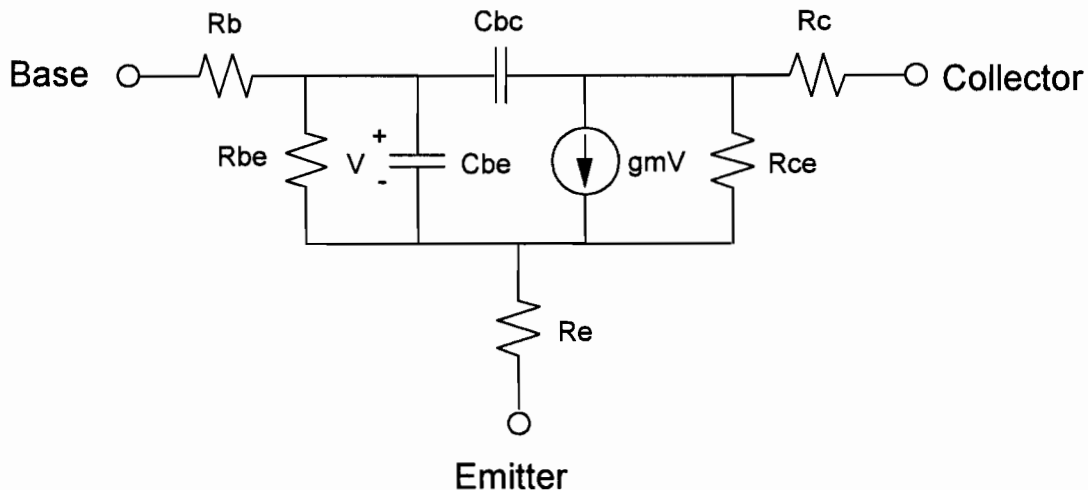 Rb
Cbc
Rc
Base
Collector
Rbe
+
V
-
Cbe
gmV
Rce
Re
Emitter